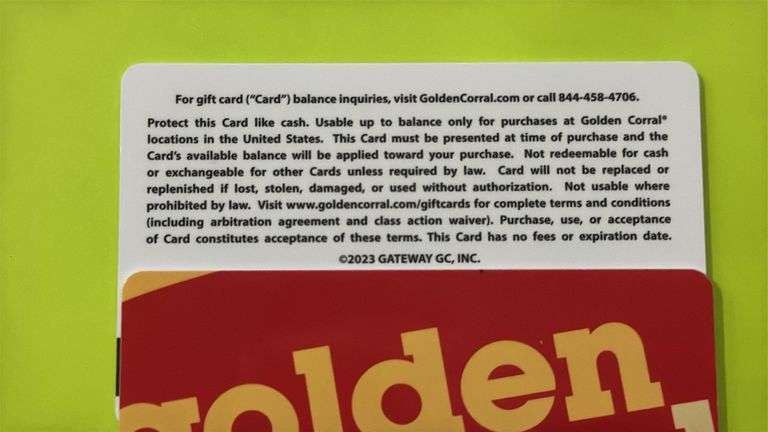 For gift card (“Card”) balance inquiries, visit GoldenCorral.com or call 844-458-4706.
Protect this Card like cash. Usable up to balance only for purchases at Golden Corral®
locations in the United States. This Card must be presented at time of purchase and the
Card's available balance will be applied toward your purchase. Not redeemable for cash
or exchangeable for other Cards unless required by law. Card will not be replaced or
replenished if lost, stolen, damaged, or used without authorization. Not usable where
prohibited by law. Visit www.goldencorral.com/giftcards for complete terms and conditions
(including arbitration agreement and class action waiver). Purchase, use, or acceptance
of Card constitutes acceptance of these terms. This Card has no fees or expiration date.
©2023 GATEWAY GC, INC.
golden